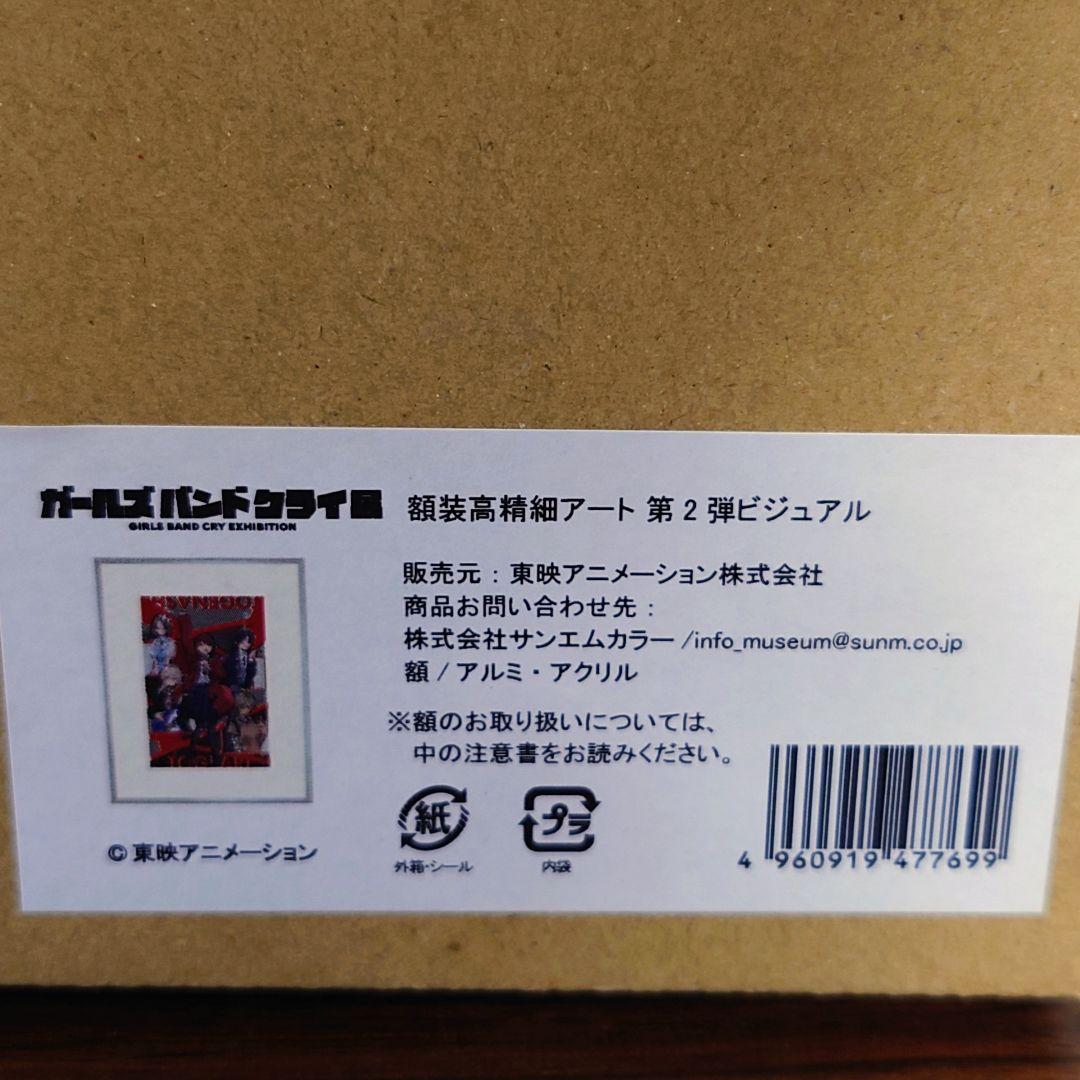 ガールズバンドクライ展
GIRLS BAND CRY EXHIBITION
額装高精細アート 第2弾ビジュアル
販売元：東映アニメーション株式会社
商品お問い合わせ先：
株式会社サンエムカラー/info_museum@sunm.co.jp
額/アルミ・アクリル
※額のお取り扱いについては、
中の注意書をお読みください。
©東映アニメーション
紙
外箱・シール
プラ
内袋
4 960919 477699